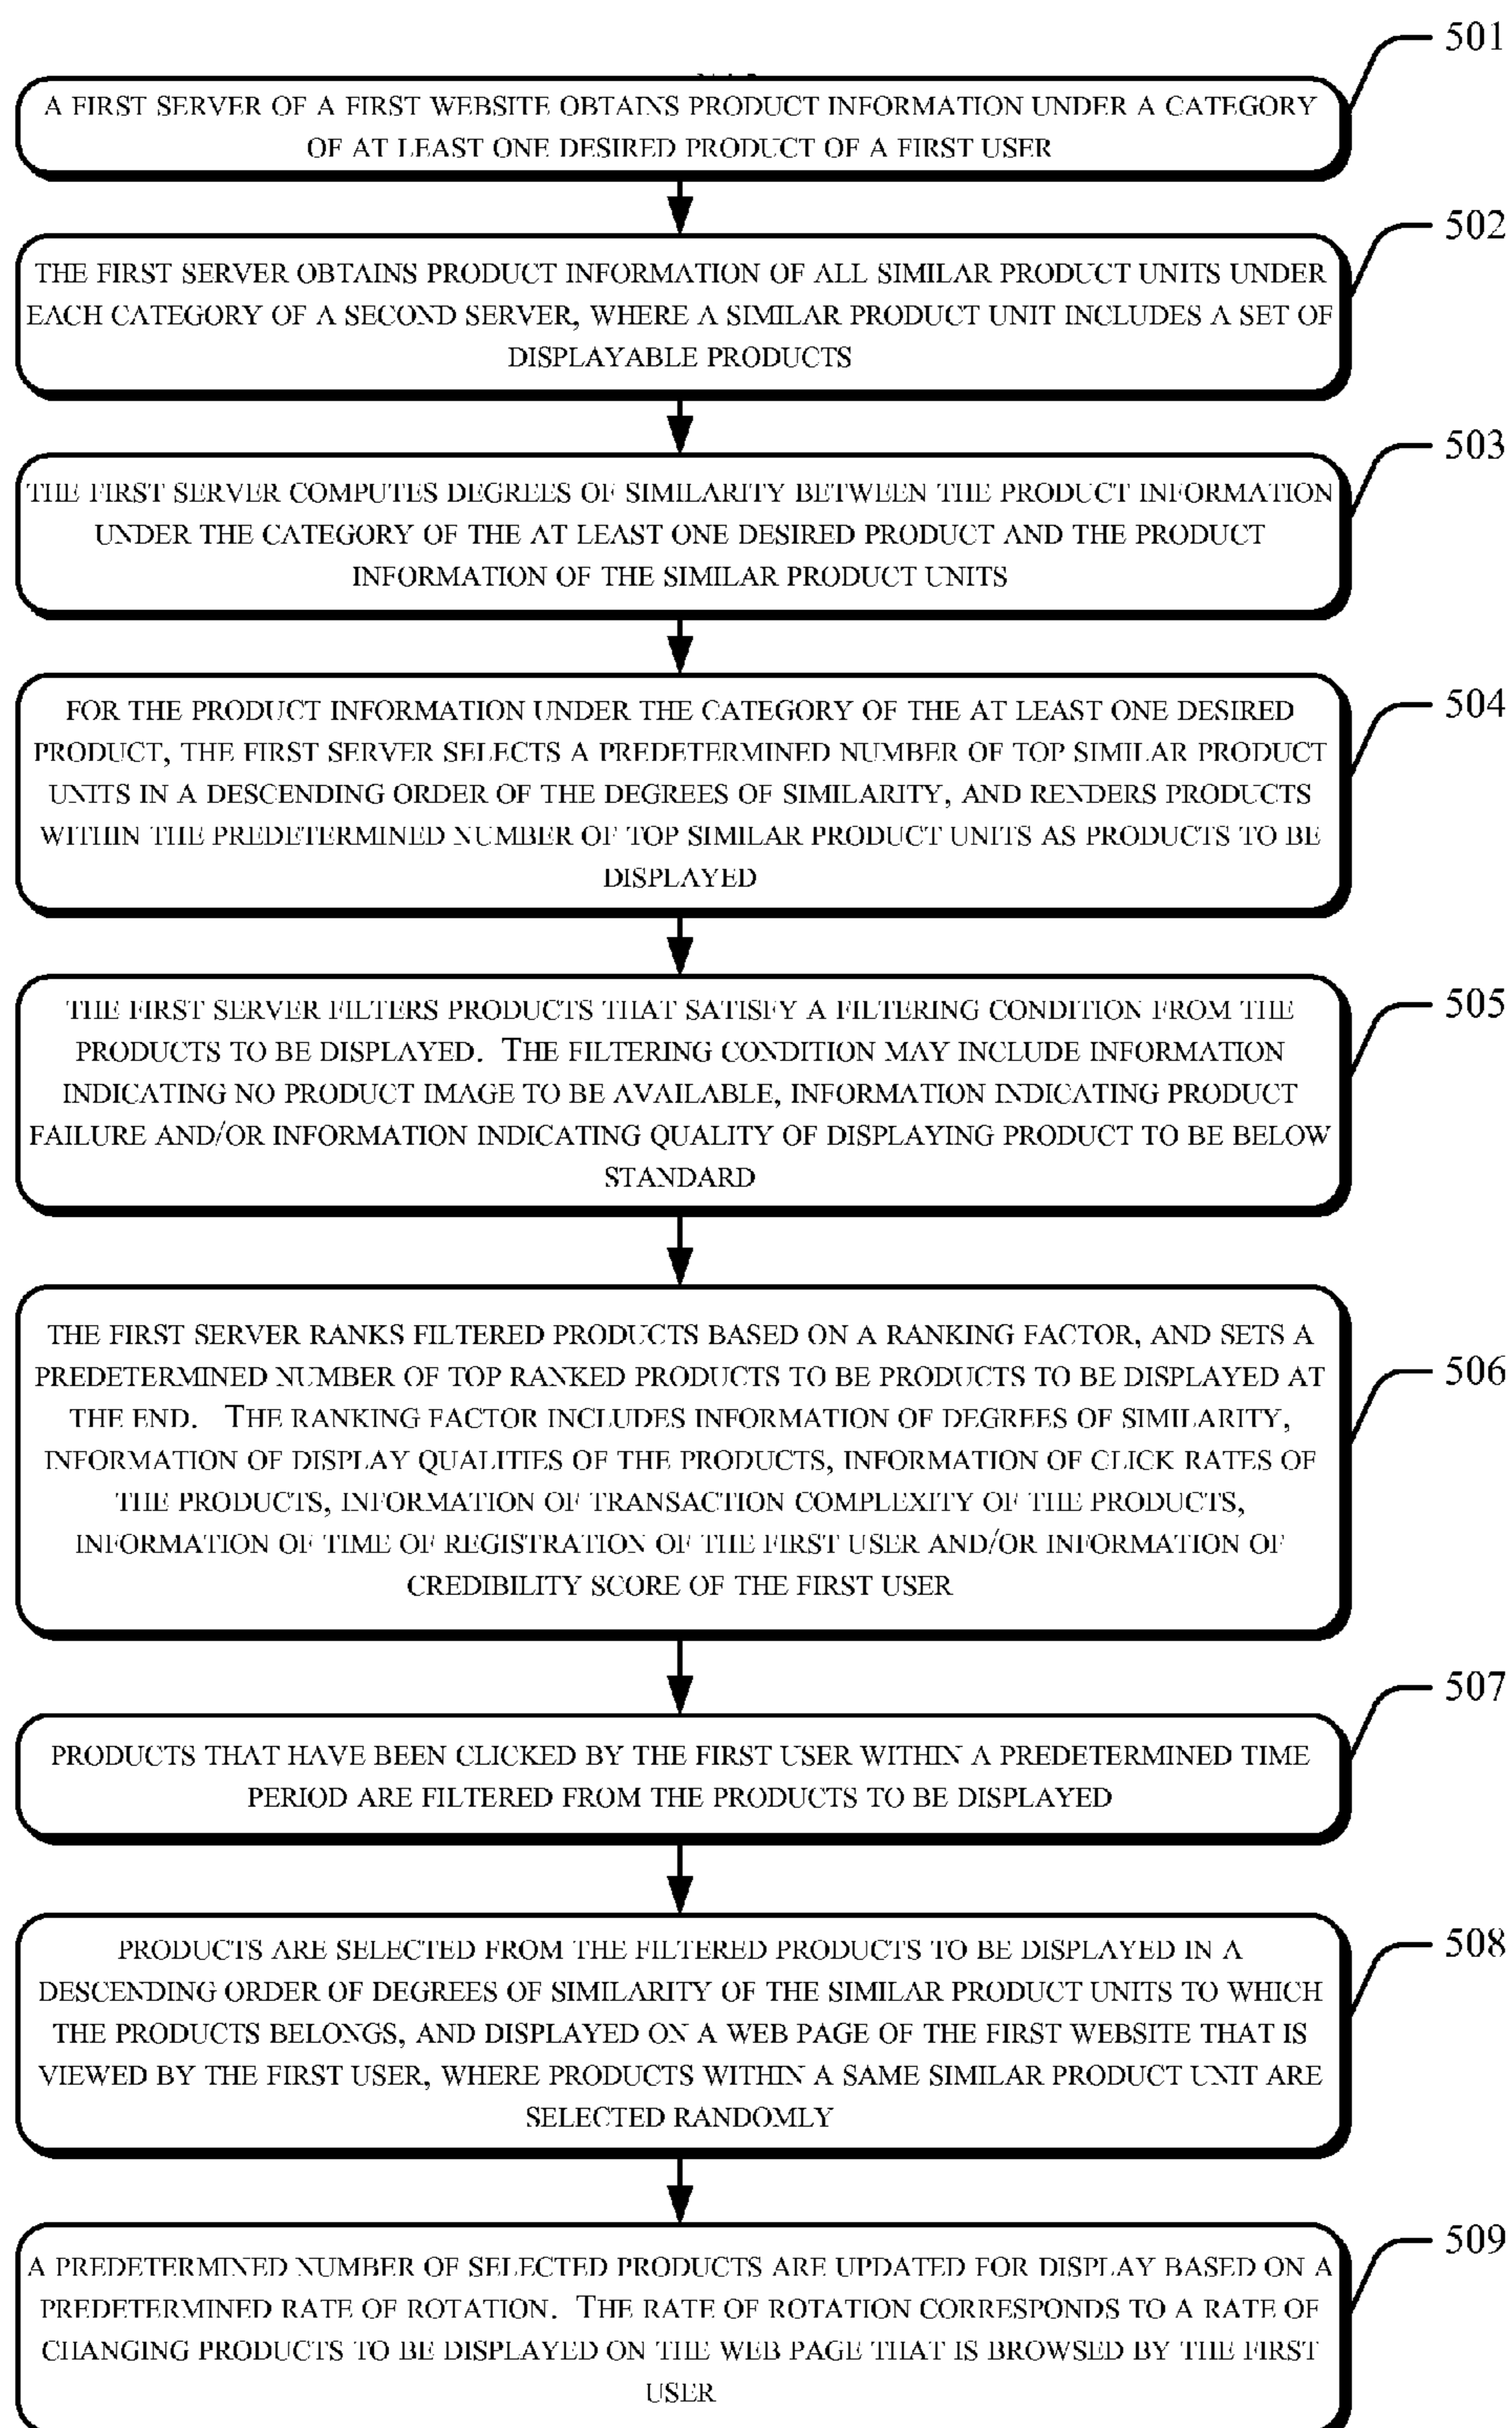 501
A FIRST SERVER OF A FIRST WEBSITE OBTAINS PRODUCT INFORMATION UNDER A CATEGORY
OF AT LEAST ONE DESIRED PRODUCT OF A FIRST USER
502
THE FIRST SERVER OBTAINS PRODUCT INFORMATION OF ALL SIMILAR PRODUCT UNITS UNDER
EACH CATEGORY OF A SECOND SERVER, WHERE A SIMILAR PRODUCT UNIT INCLUDES A SET OF
DISPLAYABLE PRODUCTS
503
THE FIRST SERVER COMPUTES DEGREES OF SIMILARITY BETWEEN THE PRODUCT INFORMATION
UNDER THE CATEGORY OF THE AT LEAST ONE DESIRED PRODUCT AND THE PRODUCT
INFORMATION OF THE SIMILAR PRODUCT UNITS
504
FOR THE PRODUCT INFORMATION UNDER THE CATEGORY OF THE AT LEAST ONE DESIRED
PRODUCT, THE FIRST SERVER SELECTS A PREDETERMINED NUMBER OF TOP SIMILAR PRODUCT
UNITS IN A DESCENDING ORDER OF THE DEGREES OF SIMILARITY, AND RENDERS PRODUCTS
WITHIN THE PREDETERMINED NUMBER OF TOP SIMILAR PRODUCT UNITS AS PRODUCTS TO BE
DISPLAYED
505
THE FIRST SERVER FILTERS PRODUCTS THAT SATISFY A FILTERING CONDITION FROM THE
PRODUCTS TO BE DISPLAYED. THE FILTERING CONDITION MAY INCLUDE INFORMATION
INDICATING NO PRODUCT IMAGE TO BE AVAILABLE, INFORMATION INDICATING PRODUCT
FAILURE AND/OR INFORMATION INDICATING QUALITY OF DISPLAYING PRODUCT TO BE BELOW
STANDARD
506
THE FIRST SERVER RANKS FILTERED PRODUCTS BASED ON A RANKING FACTOR, AND SETS A
PREDETERMINED NUMBER OF TOP RANKED PRODUCTS TO BE PRODUCTS TO BE DISPLAYED AT
THE END. THE RANKING FACTOR INCLUDES INFORMATION OF DEGREES OF SIMILARITY,
INFORMATION OF DISPLAY QUALITIES OF THE PRODUCTS, INFORMATION OF CLICK RATES OF
THE PRODUCTS, INFORMATION OF TRANSACTION COMPLEXITY OF THE PRODUCTS,
INFORMATION OF TIME OF REGISTRATION OF THE FIRST USER AND/OR INFORMATION OF
CREDIBILITY SCORE OF THE FIRST USER
507
PRODUCTS THAT HAVE BEEN CLICKED BY THE FIRST USER WITHIN A PREDETERMINED TIME
PERIOD ARE FILTERED FROM THE PRODUCTS TO BE DISPLAYED
508
PRODUCTS ARE SELECTED FROM THE FILTERED PRODUCTS TO BE DISPLAYED IN A
DESCENDING ORDER OF DEGREES OF SIMILARITY OF THE SIMILAR PRODUCT UNITS TO WHICH
THE PRODUCTS BELONGS, AND DISPLAYED ON A WEB PAGE OF THE FIRST WEBSITE THAT IS
VIEWED BY THE FIRST USER, WHERE PRODUCTS WITHIN A SAME SIMILAR PRODUCT UNIT ARE
SELECTED RANDOMLY
509
A PREDETERMINED NUMBER OF SELECTED PRODUCTS ARE UPDATED FOR DISPLAY BASED ON A
PREDETERMINED RATE OF ROTATION. THE RATE OF ROTATION CORRESPONDS TO A RATE OF
CHANGING PRODUCTS TO BE DISPLAYED ON THE WEB PAGE THAT IS BROWSED BY THE FIRST
USER